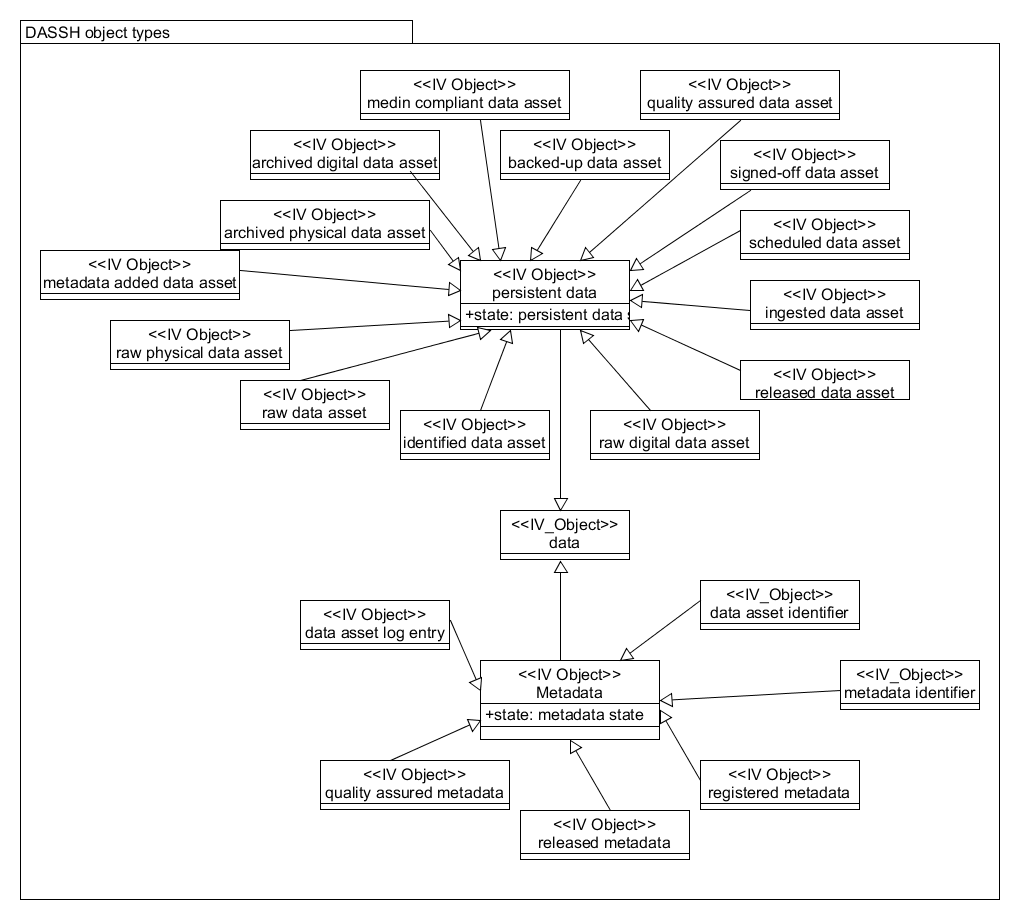 DASSH object types
<<IV Object>>
medin compliant data asset
<<IV Object>>
quality assured data asset
<<IV Object>>
archived digital data asset
<<IV Object>>
backed-up data asset
<<IV Object>>
signed-off data asset
<<IV Object>>
archived physical data asset
<<IV Object>>
scheduled data asset
<<IV Object>>
metadata added data asset
<<IV Object>>
persistent data
+state: persistent data s
<<IV Object>>
ingested data asset
<<IV Object>>
raw physical data asset
<<IV Object>>
released data asset
<<IV Object>>
raw data asset
<<IV Object>>
identified data asset
<<IV Object>>
raw digital data asset
<<IV_Object>>
data
<<IV_Object>>
data asset identifier
<<IV Object>>
data asset log entry
<<IV Object>>
Metadata
+state: metadata state
<<IV_Object>>
metadata identifier
<<IV Object>>
quality assured metadata
<<IV Object>>
registered metadata
<<IV Object>>
released metadata